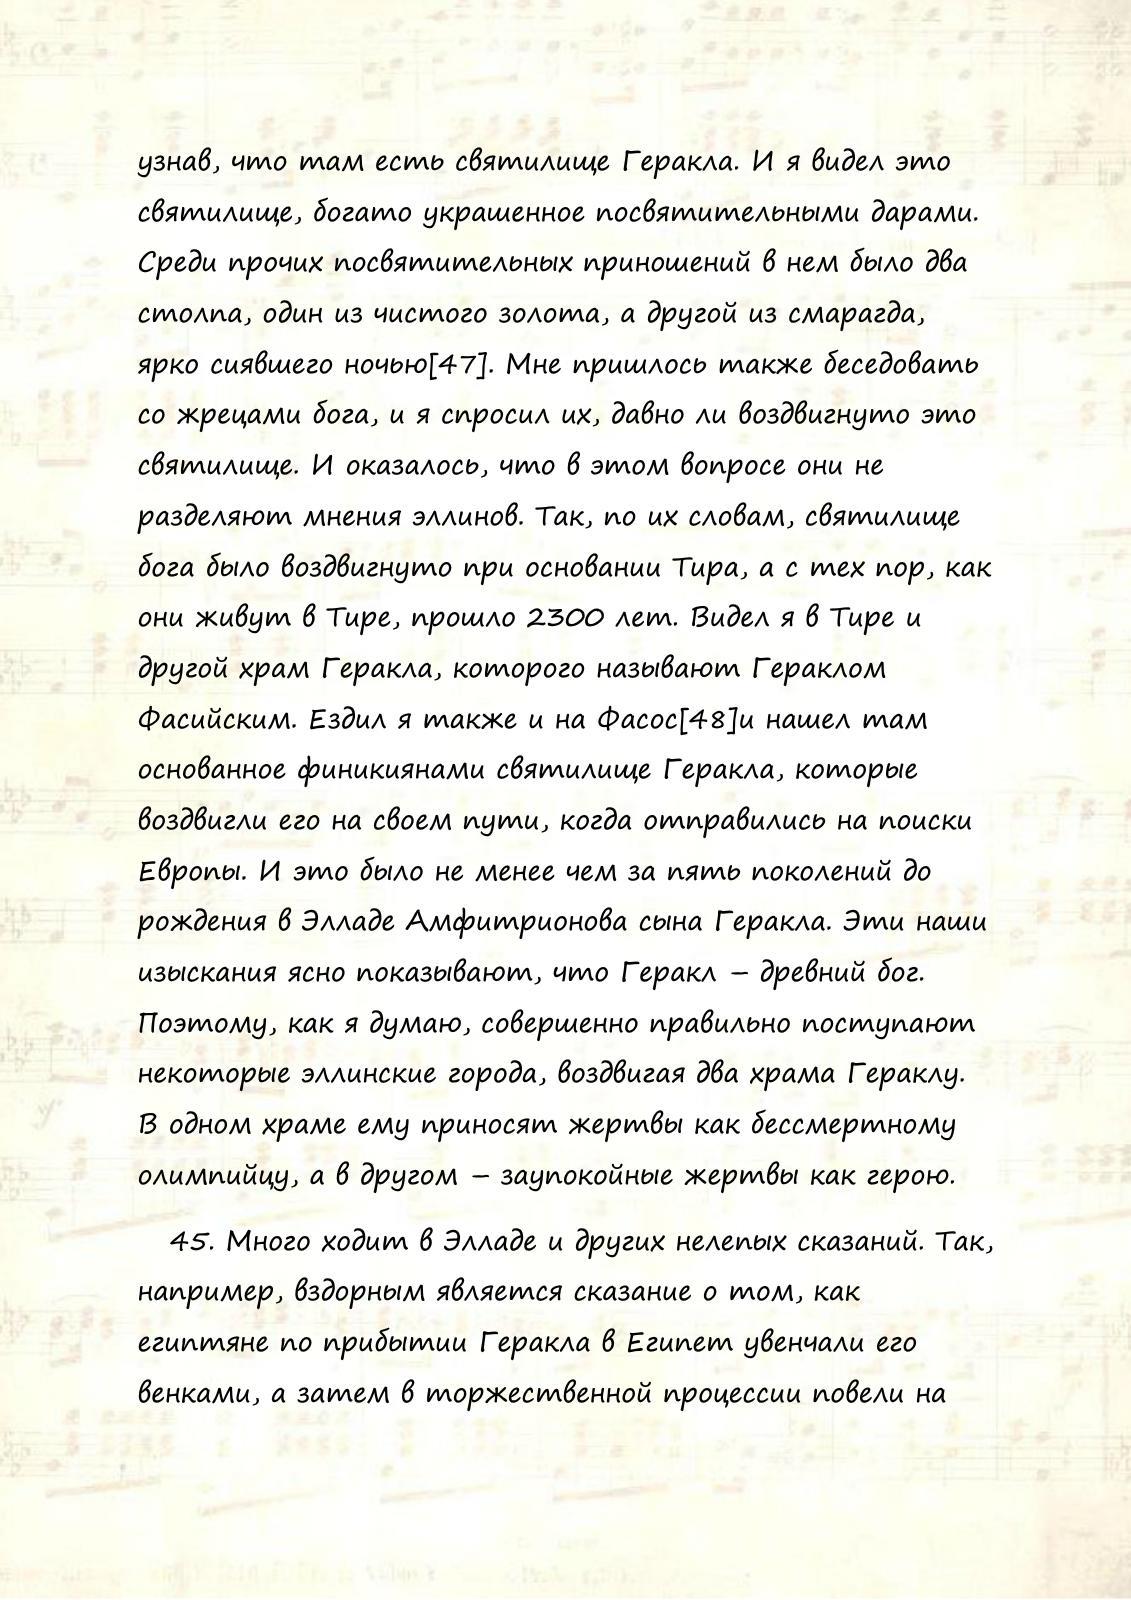 узнав, что там есть святилище Геракла. И я видел это
святилище, богато украшенное посвятительными дарами.
Среди прочих посвятительных приношений в нем было два
столпа, один из чистого золота, а другой из смарагда,
ярко сиявшего ночью[47]. Мне пришлось также беседовать
со жрецами бога, и я спросил их, давно ли воздвигнуто это
святилище. И оказалось, что в этом вопросе они не
разделяют мнения эллинов. Так, по их словам, святилище
бога было воздвигнуто при основании Тира, а с тех пор, как
они живут в Тире, прошло 2300 лет. Видел я в Тире и
другой храм Геракла, которого называют Гераклом
Фасийским. Ездил я также и на Фасос[48]и нашел там
основанное финикиянами святилище Геракла, которые
воздвигли его на своем пути, когда отправились на поиски
Европы. И это было не менее чем за пять поколений до
рождения в Элладе Амфитрионова сына Геракла. Эти наши
изыскания ясно показывают, что Геракл – древний бог.
Поэтому, как я думаю, совершенно правильно поступают
некоторые эллинские города, воздвигая два храма Гераклу.
В одном храме ему приносят жертвы как бессмертному
олимпийцу, а в другом – заупокойные жертвы как герою.
45. Много ходит в Элладе и других нелепых сказаний. Так,
например, вздорным является сказание о том, как
египтяне по прибытии Геракла в Египет увенчали его
венками, а затем в торжественной процессии повели на